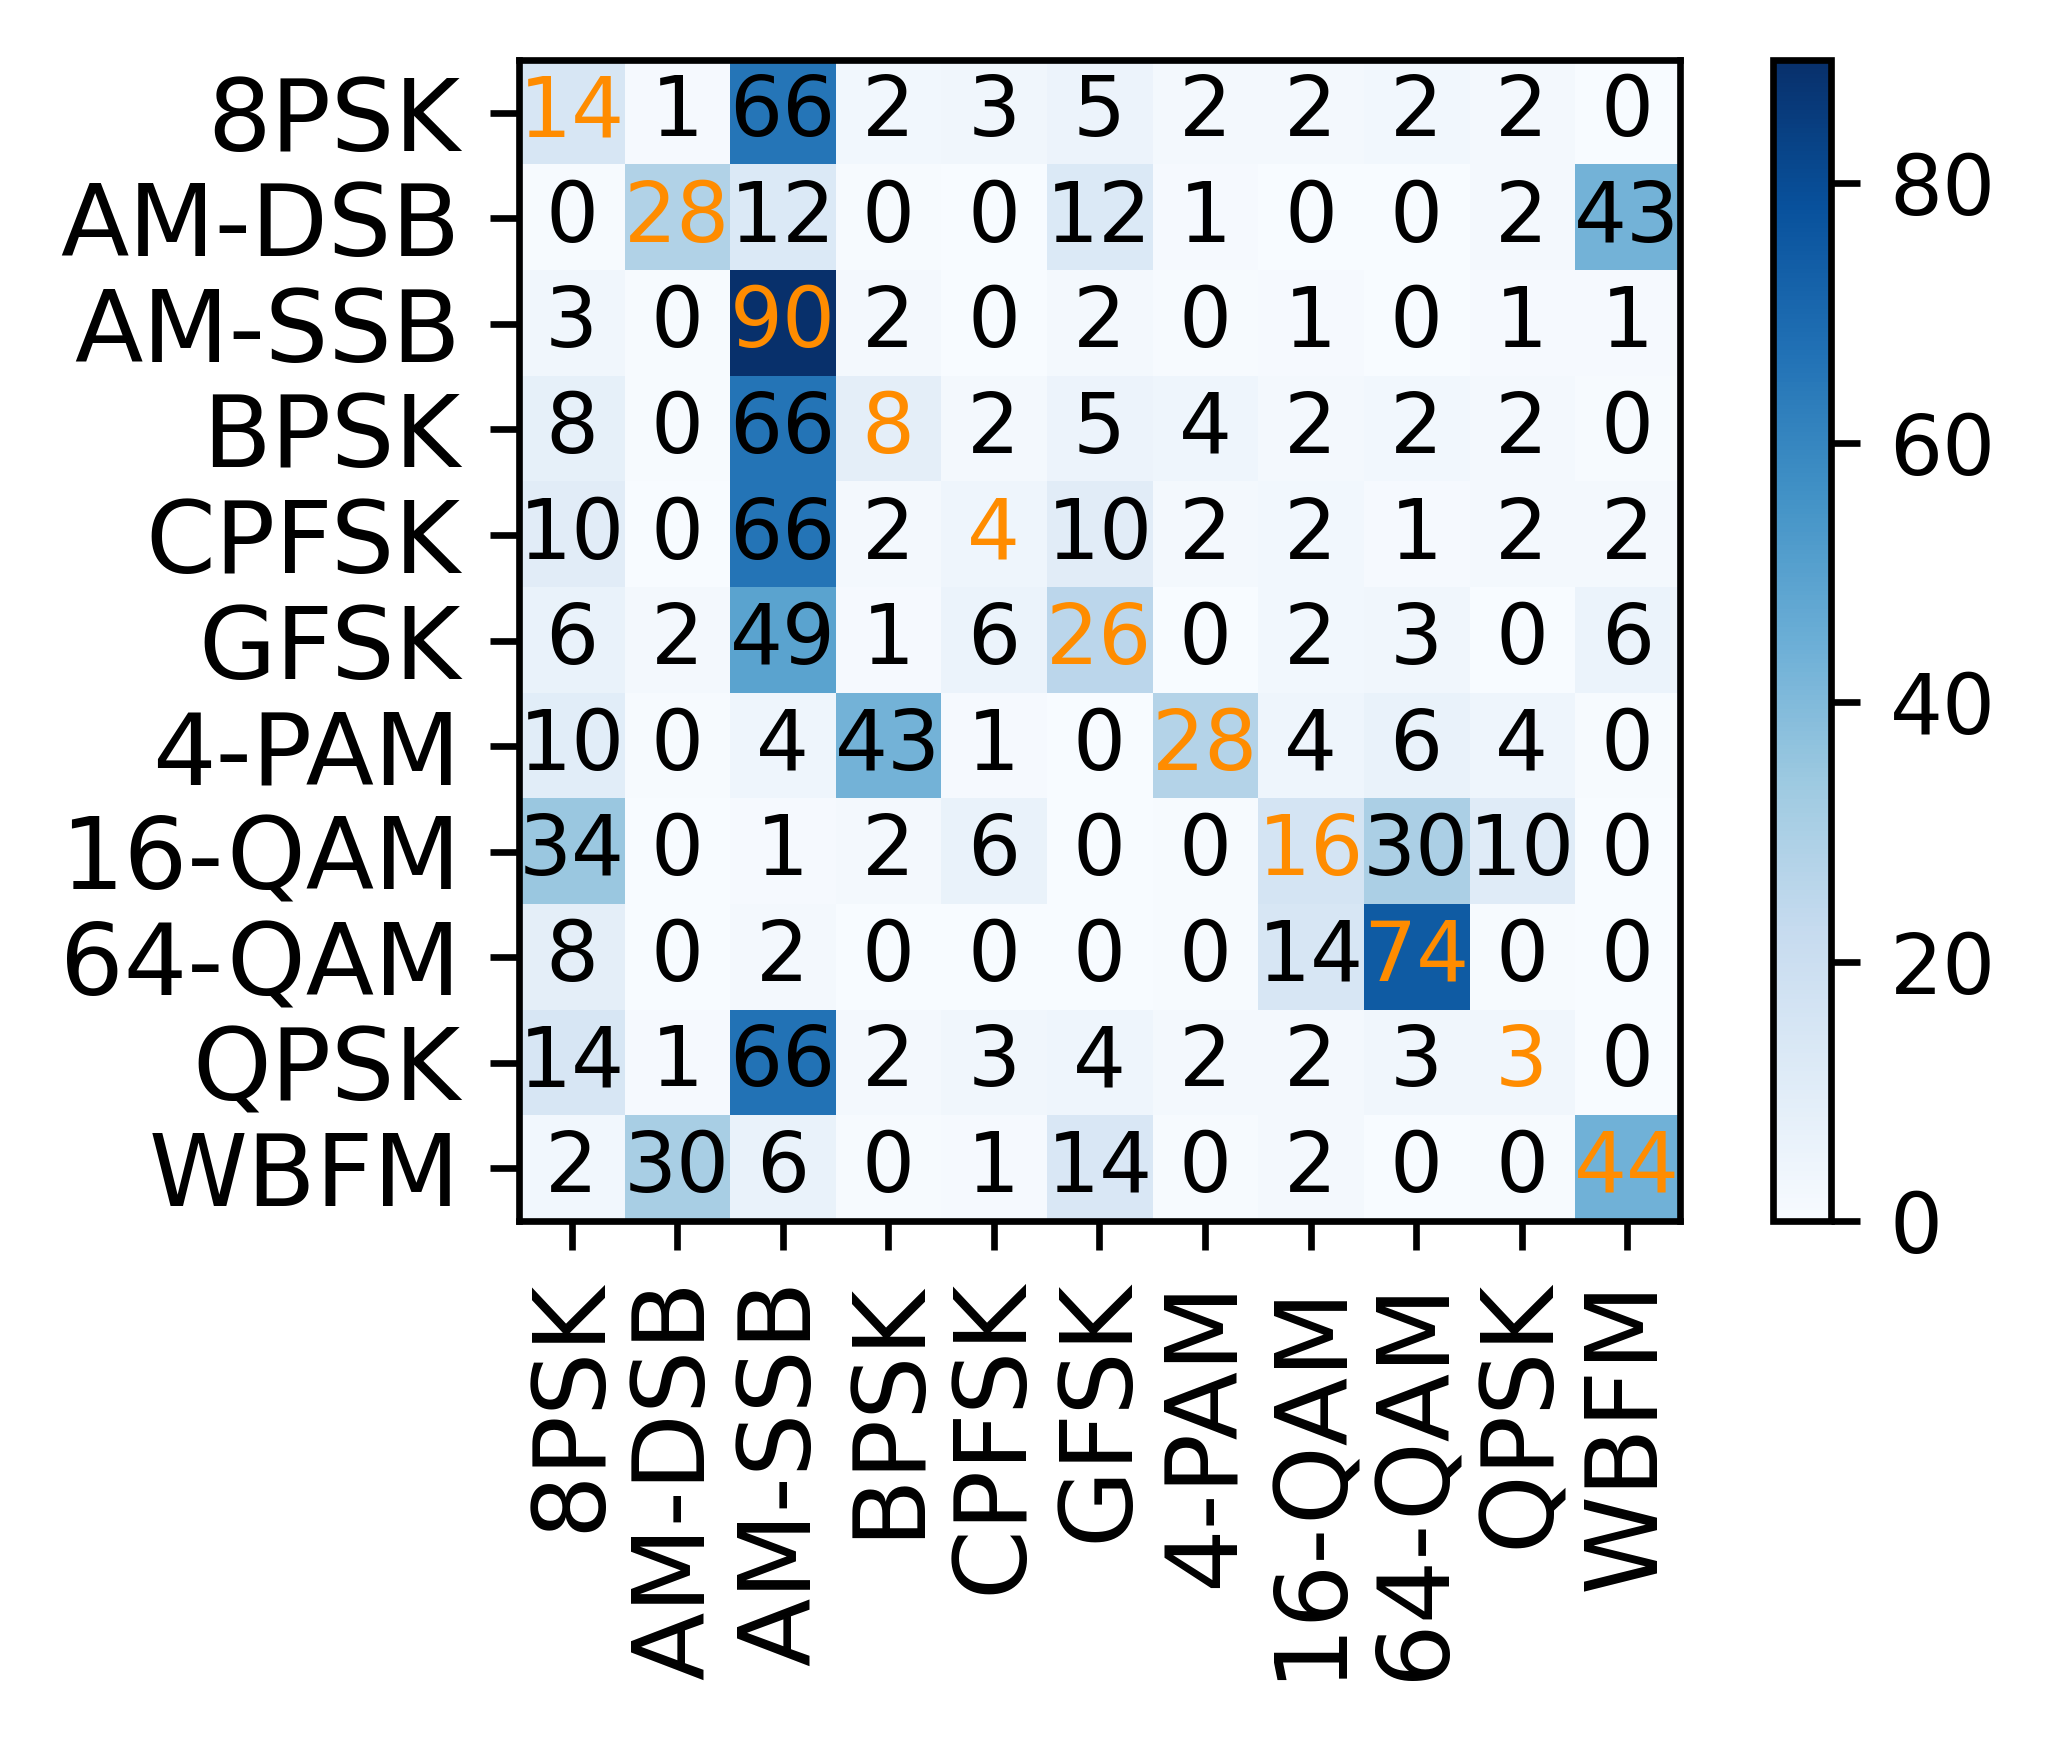 8PSK 14 1 66 2 3 5 2 2 2 2 0
AM-DSB 0 28 12 0 0 12 1 0 0 2 43
AM-SSB 3 0 90 2 0 2 0 1 0 1 1
BPSK 8 0 66 8 2 5 4 2 2 2 0
CPFSK 10 0 66 2 4 10 2 2 1 2 2
GFSK 6 2 49 1 6 26 0 2 3 0 6
4-PAM 10 0 4 43 1 0 28 4 6 4 0
16-QAM 34 0 1 2 6 0 0 16 30 10 0
64-QAM 8 0 2 0 0 0 0 14 74 0 0
QPSK 14 1 66 2 3 4 2 2 3 3 0
WBFM 2 30 6 0 1 14 0 2 0 0 44
8PSK AM-DSB AM-SSB BPSK CPFSK GFSK 4-PAM 16-QAM 64-QAM QPSK WBFM
80
60
40
20
0